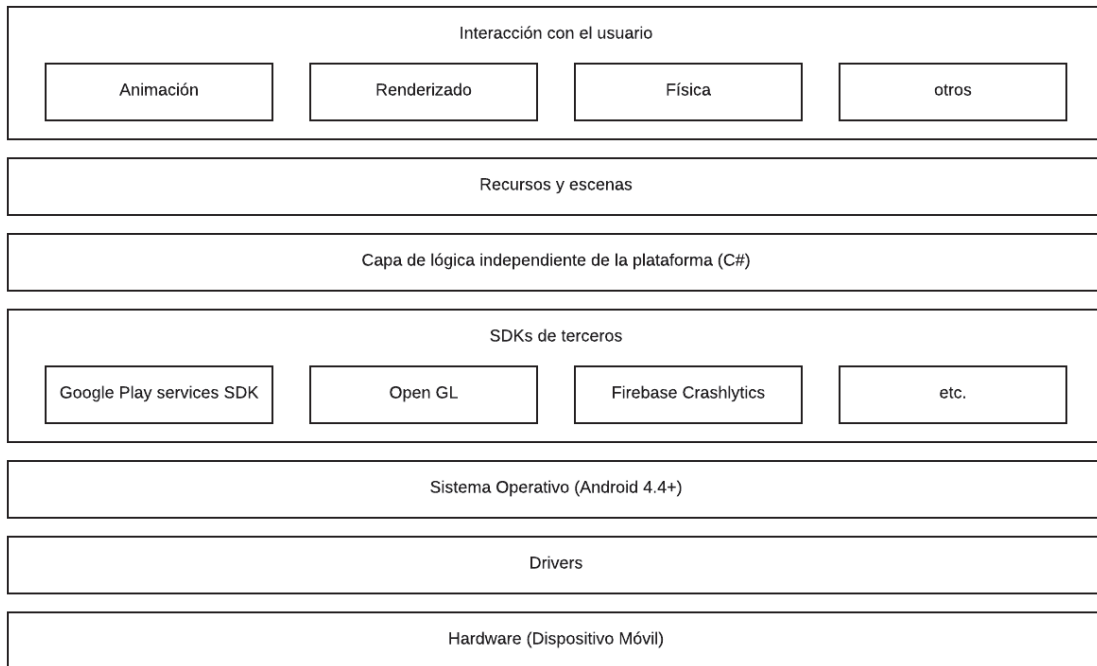 Interacción con el usuario
Animación
Renderizado
Física
otros
Recursos y escenas
Capa de lógica independiente de la plataforma (C#)
SDKs de terceros
Google Play services SDK
Open GL
Firebase Crashlytics
etc.
Sistema Operativo (Android 4.4+)
Drivers
Hardware (Dispositivo Móvil)